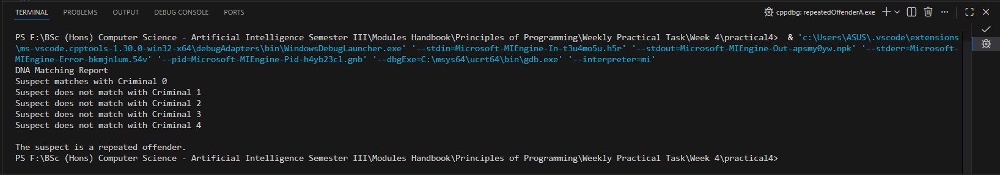 TERMINAL PROBLEMS OUTPUT DEBUG CONSOLE PORTS cppdbg: repeatedOffenderA.exe
PS F:\BSc (Hons) Computer Science - Artificial Intelligence Semester III\Modules Handbook\Principles of Programming\Weekly Practical Task\Week 4\practical4> & 'c:\Users\ASUS\.vscode\extensions
\ms-vscode.cpptools-1.30.0-win32-x64\debugAdapters\bin\WindowsDebugLauncher.exe' '--stdin=Microsoft-MIEngine-In-t3u4mo5u.h5r' '--stdout=Microsoft-MIEngine-Out-apsmy0yw.npk' '--stderr=Microsoft-
MIEngine-Error-bkmjn1um.54v' '--pid=Microsoft-MIEngine-Pid-h4yb23cl.gnb' '--dbgExe=C:\msys64\ucrt64\bin\gdb.exe' '--interpreter=mi'
DNA Matching Report
Suspect matches with Criminal 0
Suspect does not match with Criminal 1
Suspect does not match with Criminal 2
Suspect does not match with Criminal 3
Suspect does not match with Criminal 4
The suspect is a repeated offender.
PS F:\BSc (Hons) Computer Science - Artificial Intelligence Semester III\Modules Handbook\Principles of Programming\Weekly Practical Task\Week 4\practical4>